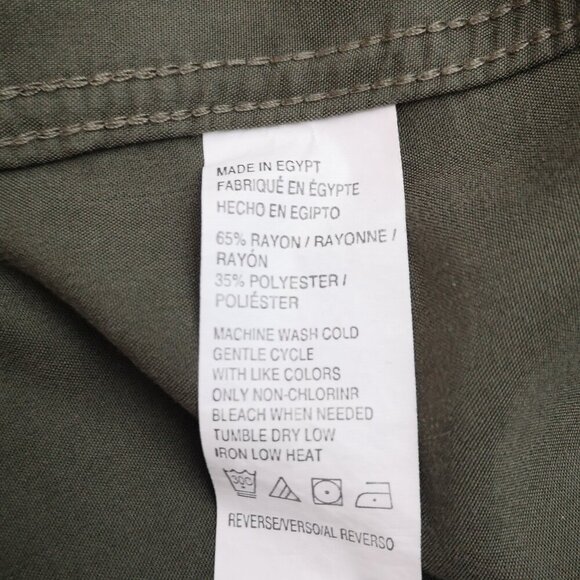 MADE IN EGYPT
FABRIQUÉ EN ÉGYPTE
HECHO EN EGIPTO
65% RAYON / RAYONNE /
RAYÓN
35% POLYESTER /
POLIÉSTER
MACHINE WASH COLD
GENTLE CYCLE
WITH LIKE COLORS
ONLY NON-CHLORINR
BLEACH WHEN NEEDED
TUMBLE DRY LOW
IRON LOW HEAT
30C
REVERSE/VERSO/AL REVERSO